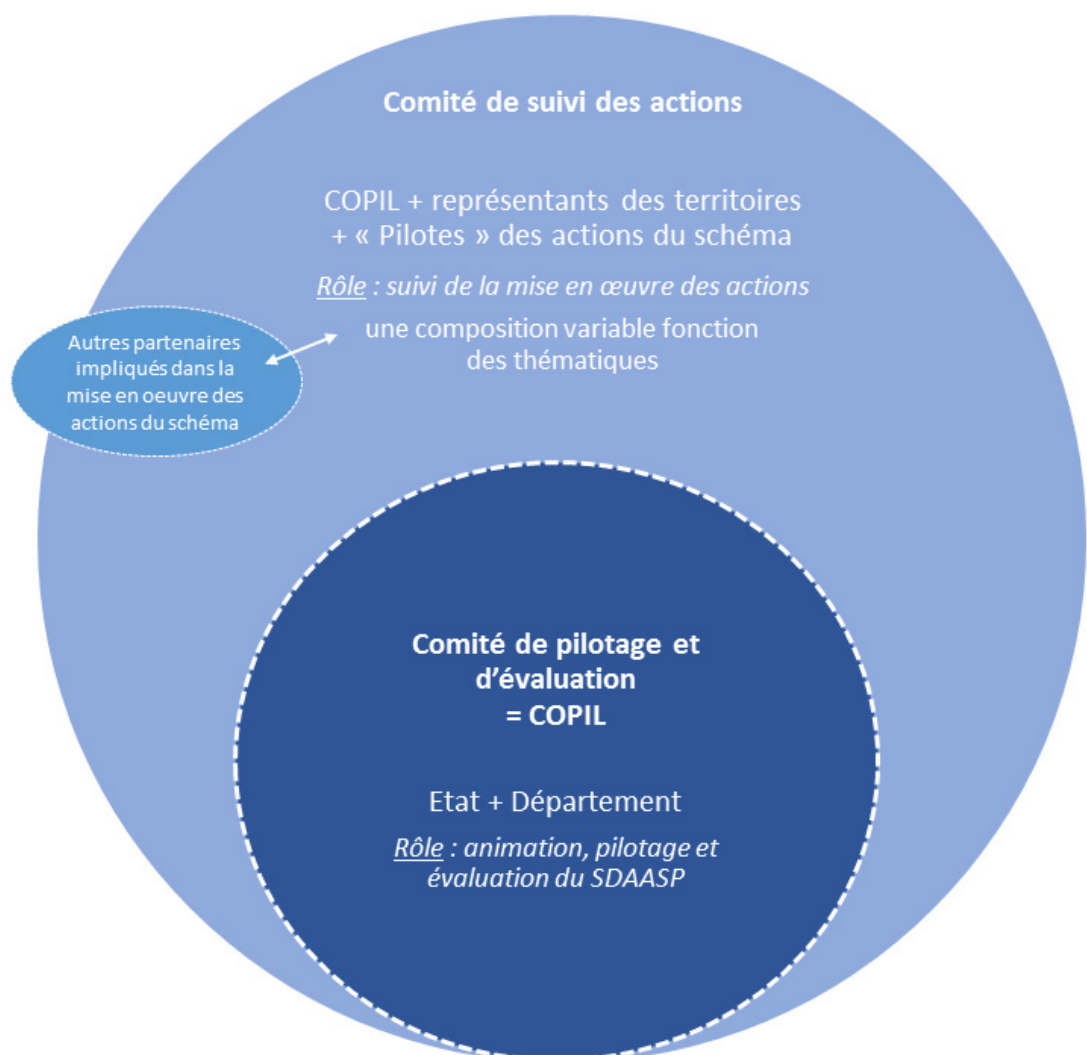 Comité de suivi des actions
COPIL + représentants des territoires
+ « Pilotes » des actions du schéma
Rôle : suivi de la mise en œuvre des actions
une composition variable fonction
des thématiques
Autres partenaires
impliqués dans la
mise en oeuvre des
actions du schéma
Comité de pilotage et
d’évaluation
= COPIL
Etat + Département
Rôle : animation, pilotage et
évaluation du SDAASP